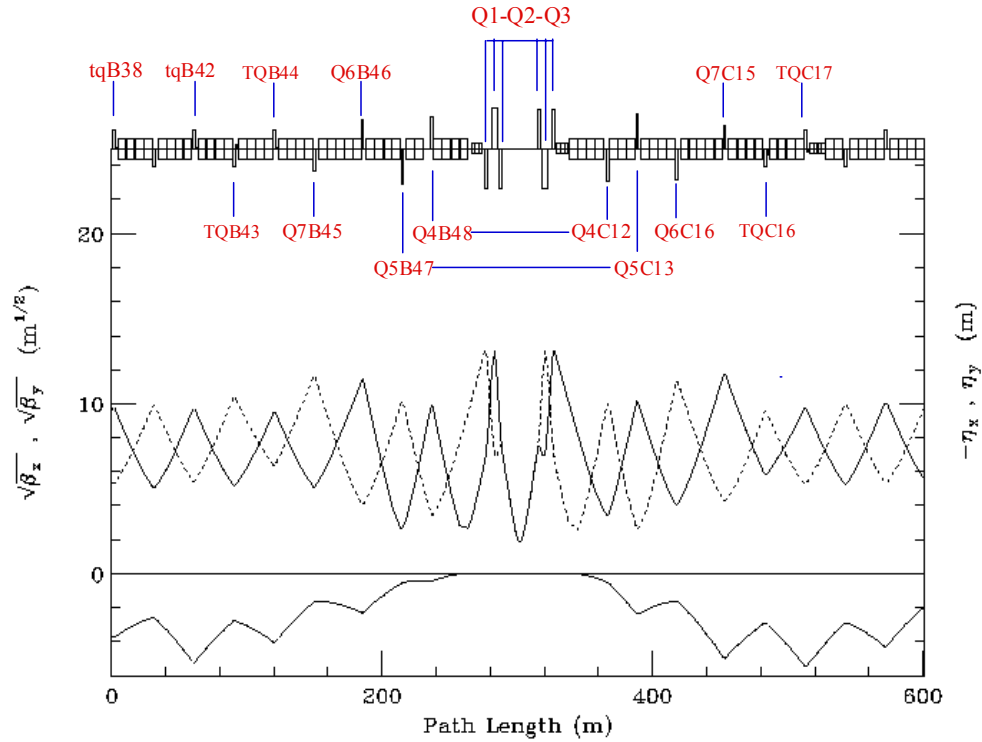 Q1-Q2-Q3
tqB38 tqB42 TQB44 Q6B46 Q7C15 TQC17
TQB43 Q7B45 Q4B48 Q4C12 Q6C16 TQC16
Q5B47 Q5C13
20
10
0
0 200 400 600
Path Length (m)
√βx , √βy (m1/2)
-ηx , ηy (m)